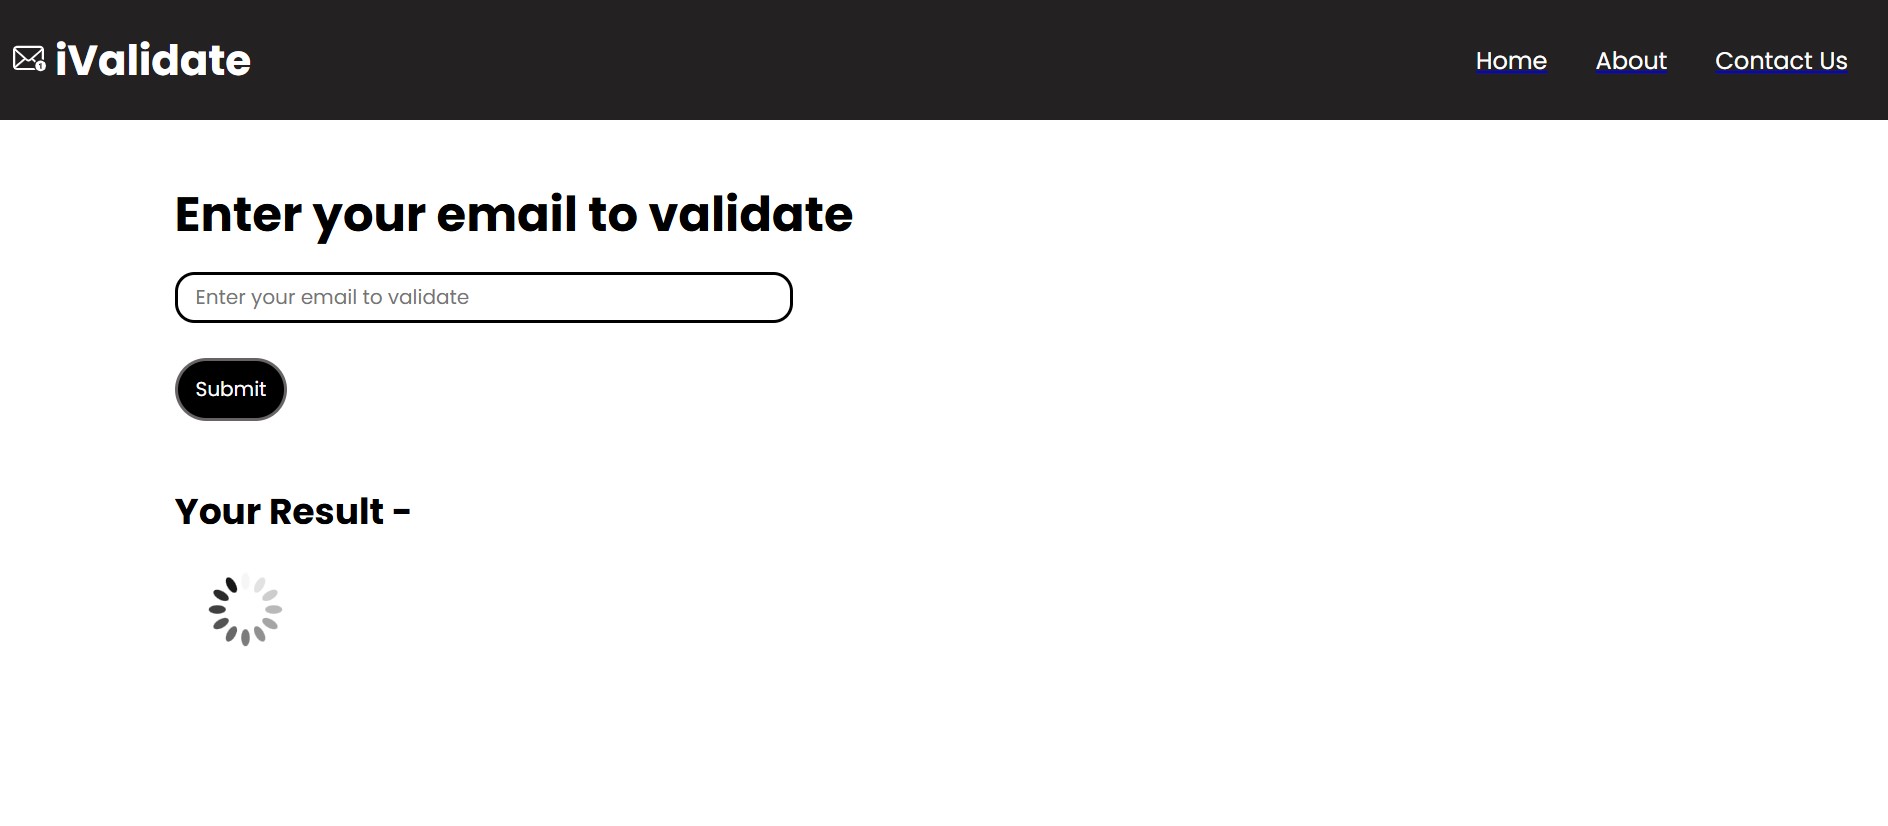 iValidate
Home About Contact Us
Enter your email to validate
Enter your email to validate
Submit
Your Result -